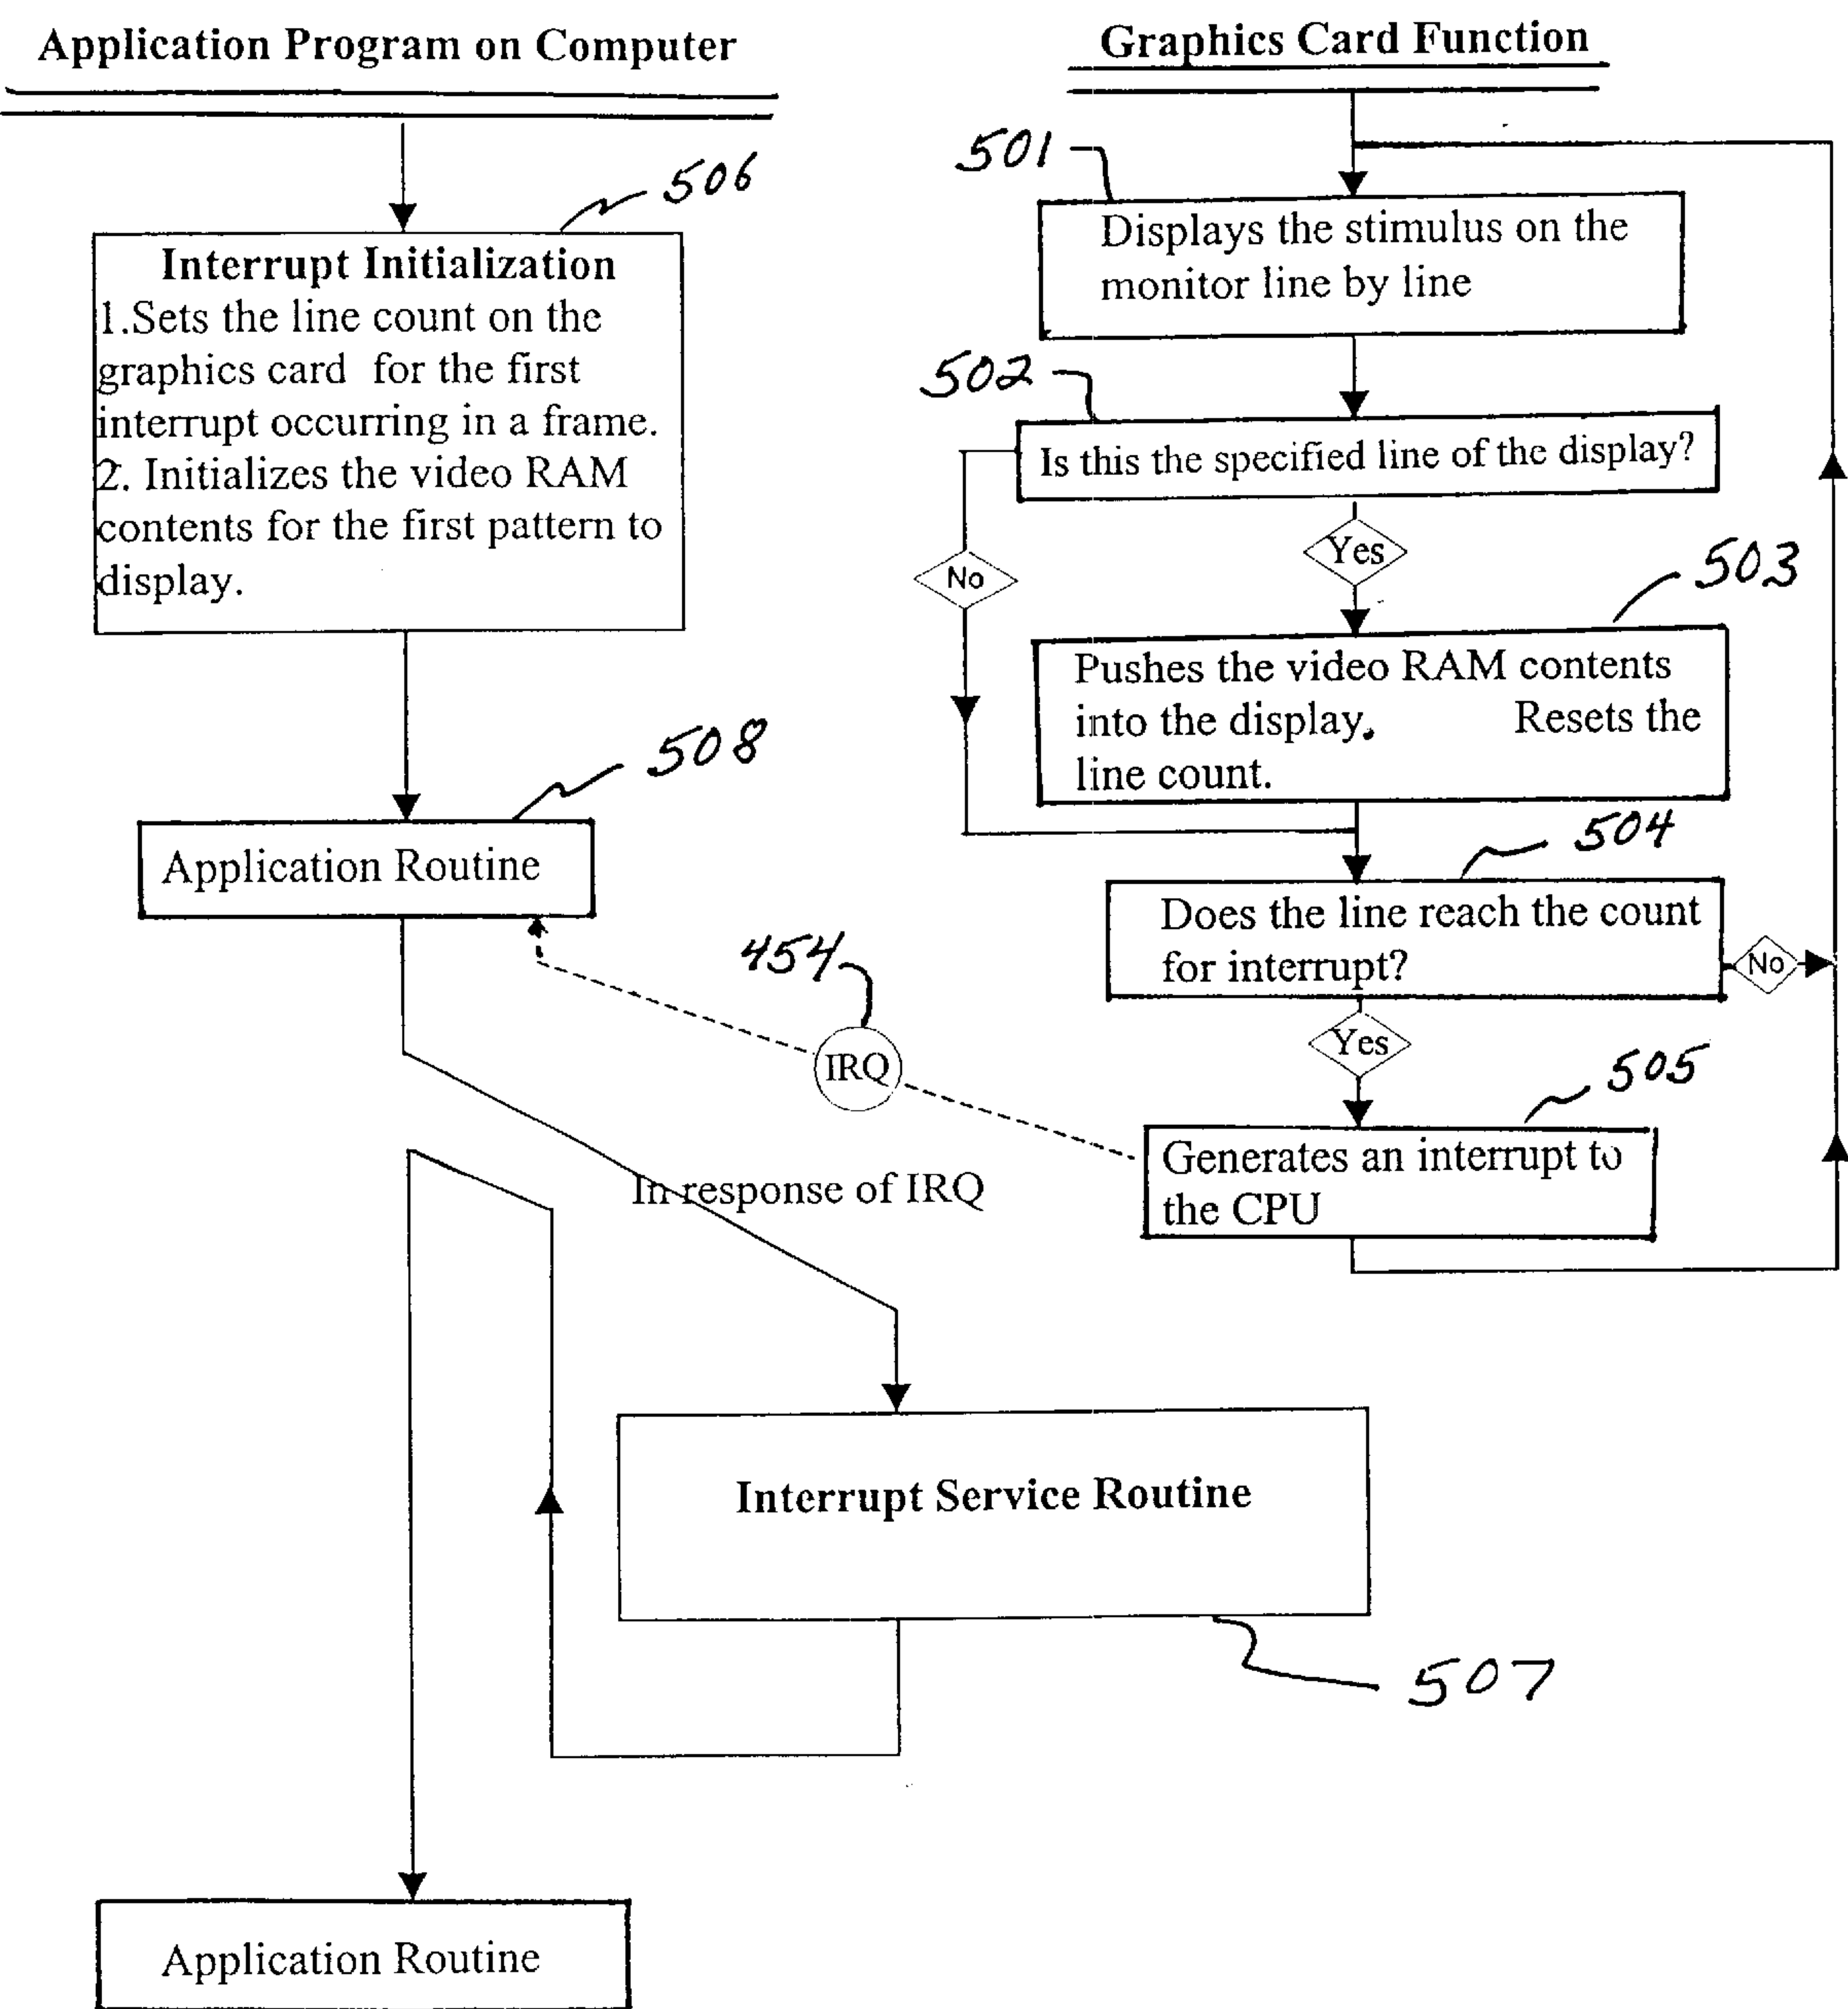 Application Program on Computer
506
Interrupt Initialization
1.Sets the line count on the
graphics card for the first
interrupt occurring in a frame.
2. Initializes the video RAM
contents for the first pattern to
display.
508
Application Routine
454
IRQ
In response of IRQ
Interrupt Service Routine
507
Application Routine
Graphics Card Function
501
Displays the stimulus on the
monitor line by line
502
Is this the specified line of the display?
Yes
No
503
Pushes the video RAM contents
into the display. Resets the
line count.
504
Does the line reach the count
for interrupt?
No
Yes
505
Generates an interrupt to
the CPU